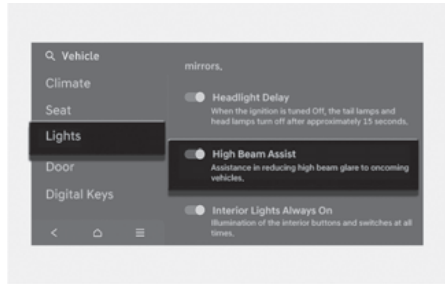 Vehicle
Climate
Seat
Lights
Door
Digital Keys
mirrors.
Headlight Delay
When the ignition is tuned Off, the tail lamps and
head lamps turn off after approximately 15 seconds.
High Beam Assist
Assistance in reducing high beam glare to oncoming
vehicles.
Interior Lights Always On
Illumination of the interior buttons and switches at all
times.